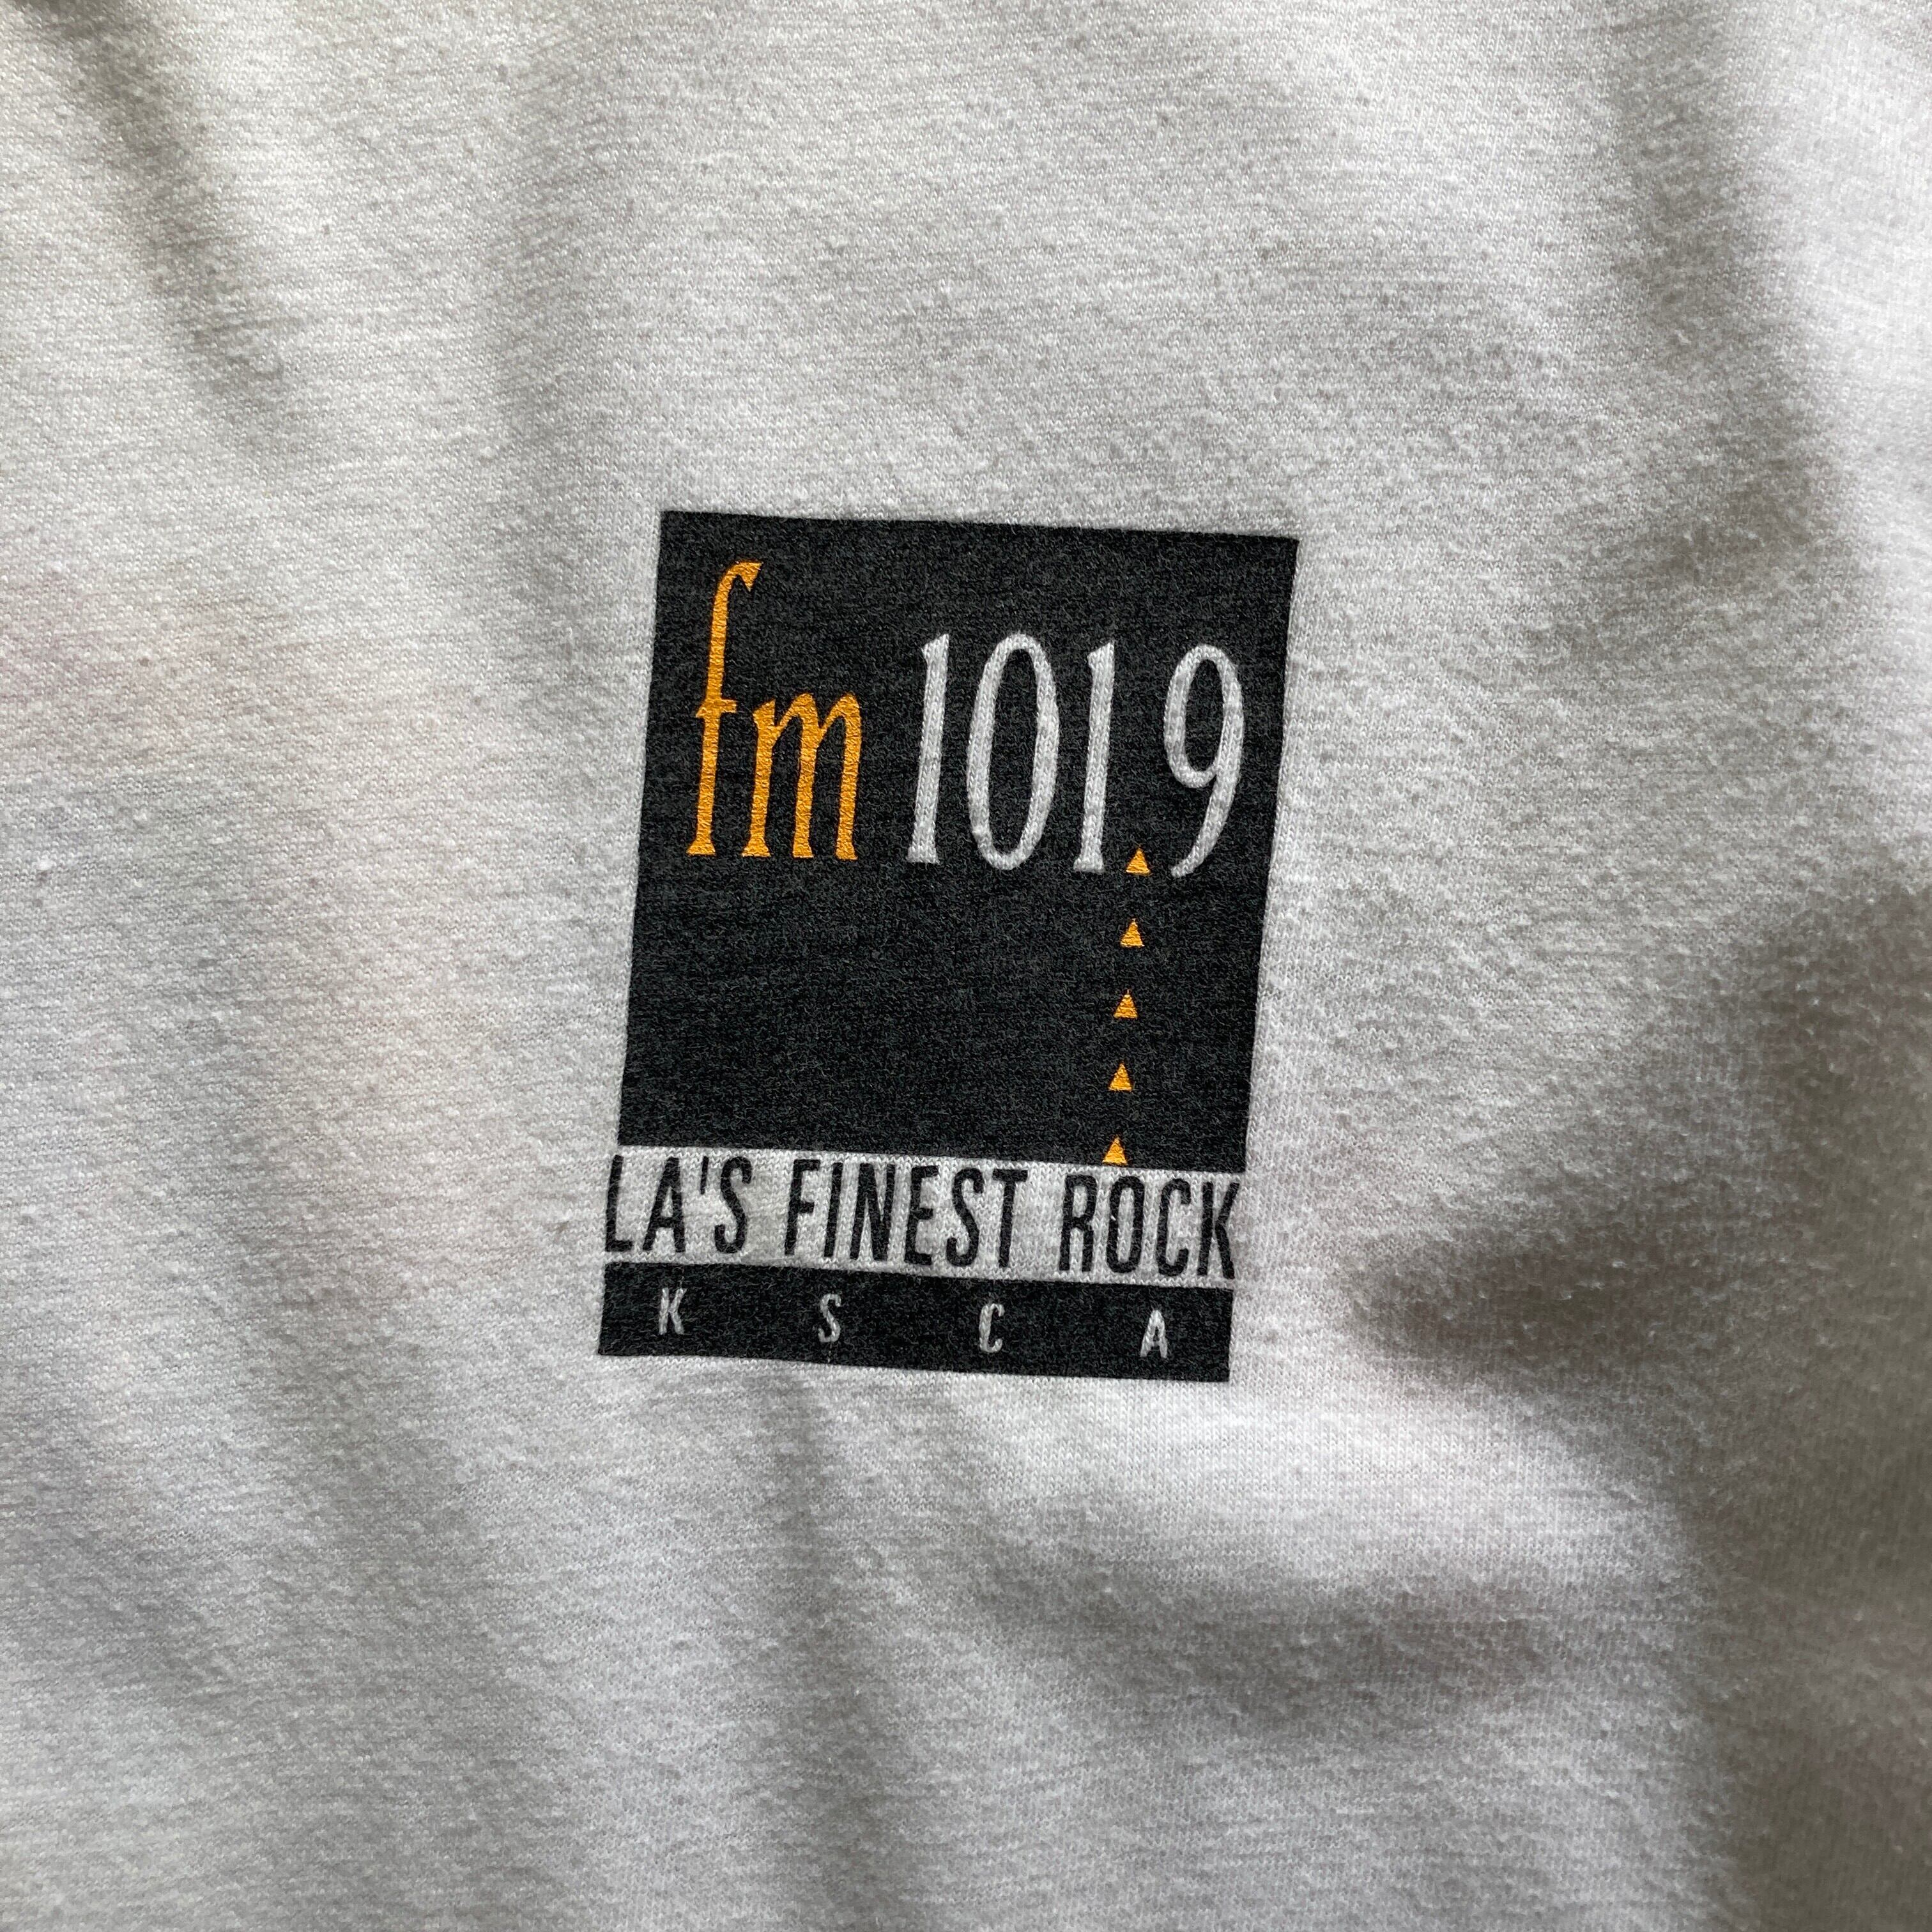 fm 101.9
LA'S FINEST ROCK
K S C A